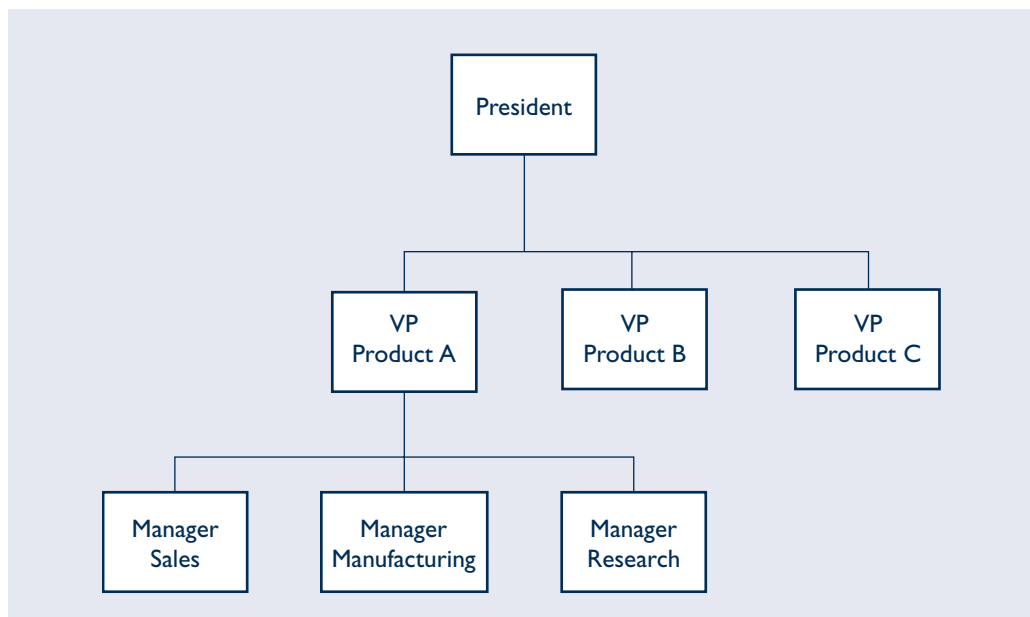 President
VP
Product A
VP
Product B
VP
Product C
Manager
Sales
Manager
Manufacturing
Manager
Research